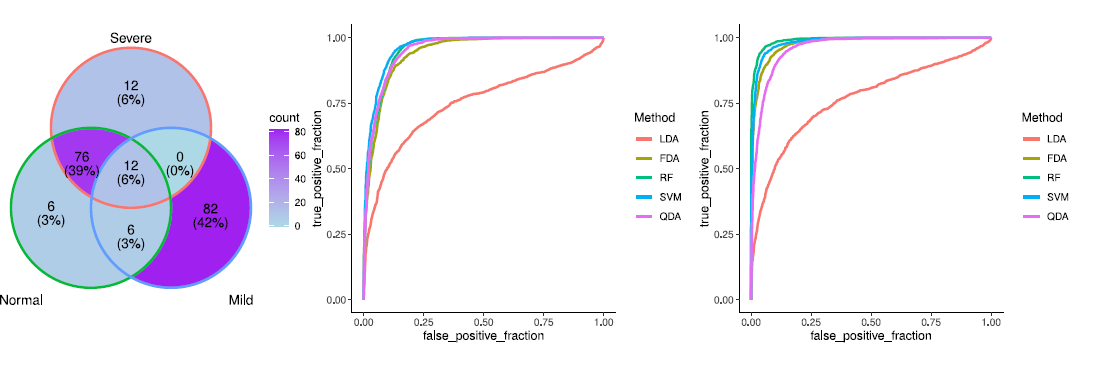 Severe
12
(6%)
76
(39%)
12
(6%)
0
(0%)
6
(3%)
82
(42%)
6
(3%)
Normal
Mild
count
80
60
40
20
0
true_positive_fraction
1.00
0.75
0.50
0.25
0.00
0.00 0.25 0.50 0.75 1.00
false_positive_fraction
Method
LDA
FDA
RF
SVM
QDA
true_positive_fraction
1.00
0.75
0.50
0.25
0.00
0.00 0.25 0.50 0.75 1.00
false_positive_fraction
Method
LDA
FDA
RF
SVM
QDA